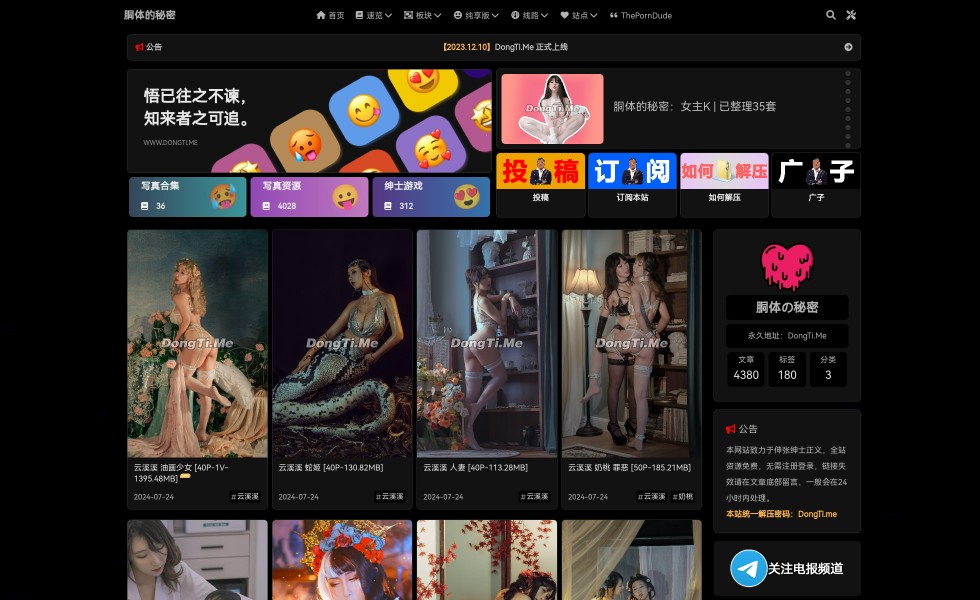 胴体的秘密
首页 速览 板块 纯享版 线路 站点 ThePornDude
公告
【2023.12.10】DongTi.Me 正式上线
悟已往之不谏，
知来者之可追。
WWW.DONGTI.ME
DongTi.Me
胴体的秘密：女主K | 已整理35套
写真合集
36
写真资源
4028
绅士游戏
312
投稿
投稿
订阅
订阅本站
如何解压
如何解压
广子
广子
DongTi.Me
DongTi.Me
DongTi.Me
DongTi.Me
云溪溪 油画少女 [40P-1V-
1395.48MB]
2024-07-24 #云溪溪
云溪溪 蛇姬 [40P-130.82MB]
2024-07-24 #云溪溪
云溪溪 人妻 [40P-113.28MB]
2024-07-24 #云溪溪
云溪溪 奶桃 罪恶 [50P-185.21MB]
2024-07-24 #云溪溪 #奶桃
胴体の秘密
永久地址：DongTi.Me
文章 标签 分类
4380 180 3
公告
本网站致力于伸张绅士正义，全站
资源免费，无需注册登录，链接失
效请在文章底部留言，一般会在24
小时内处理。
本站统一解压密码：DongTi.me
关注电报频道